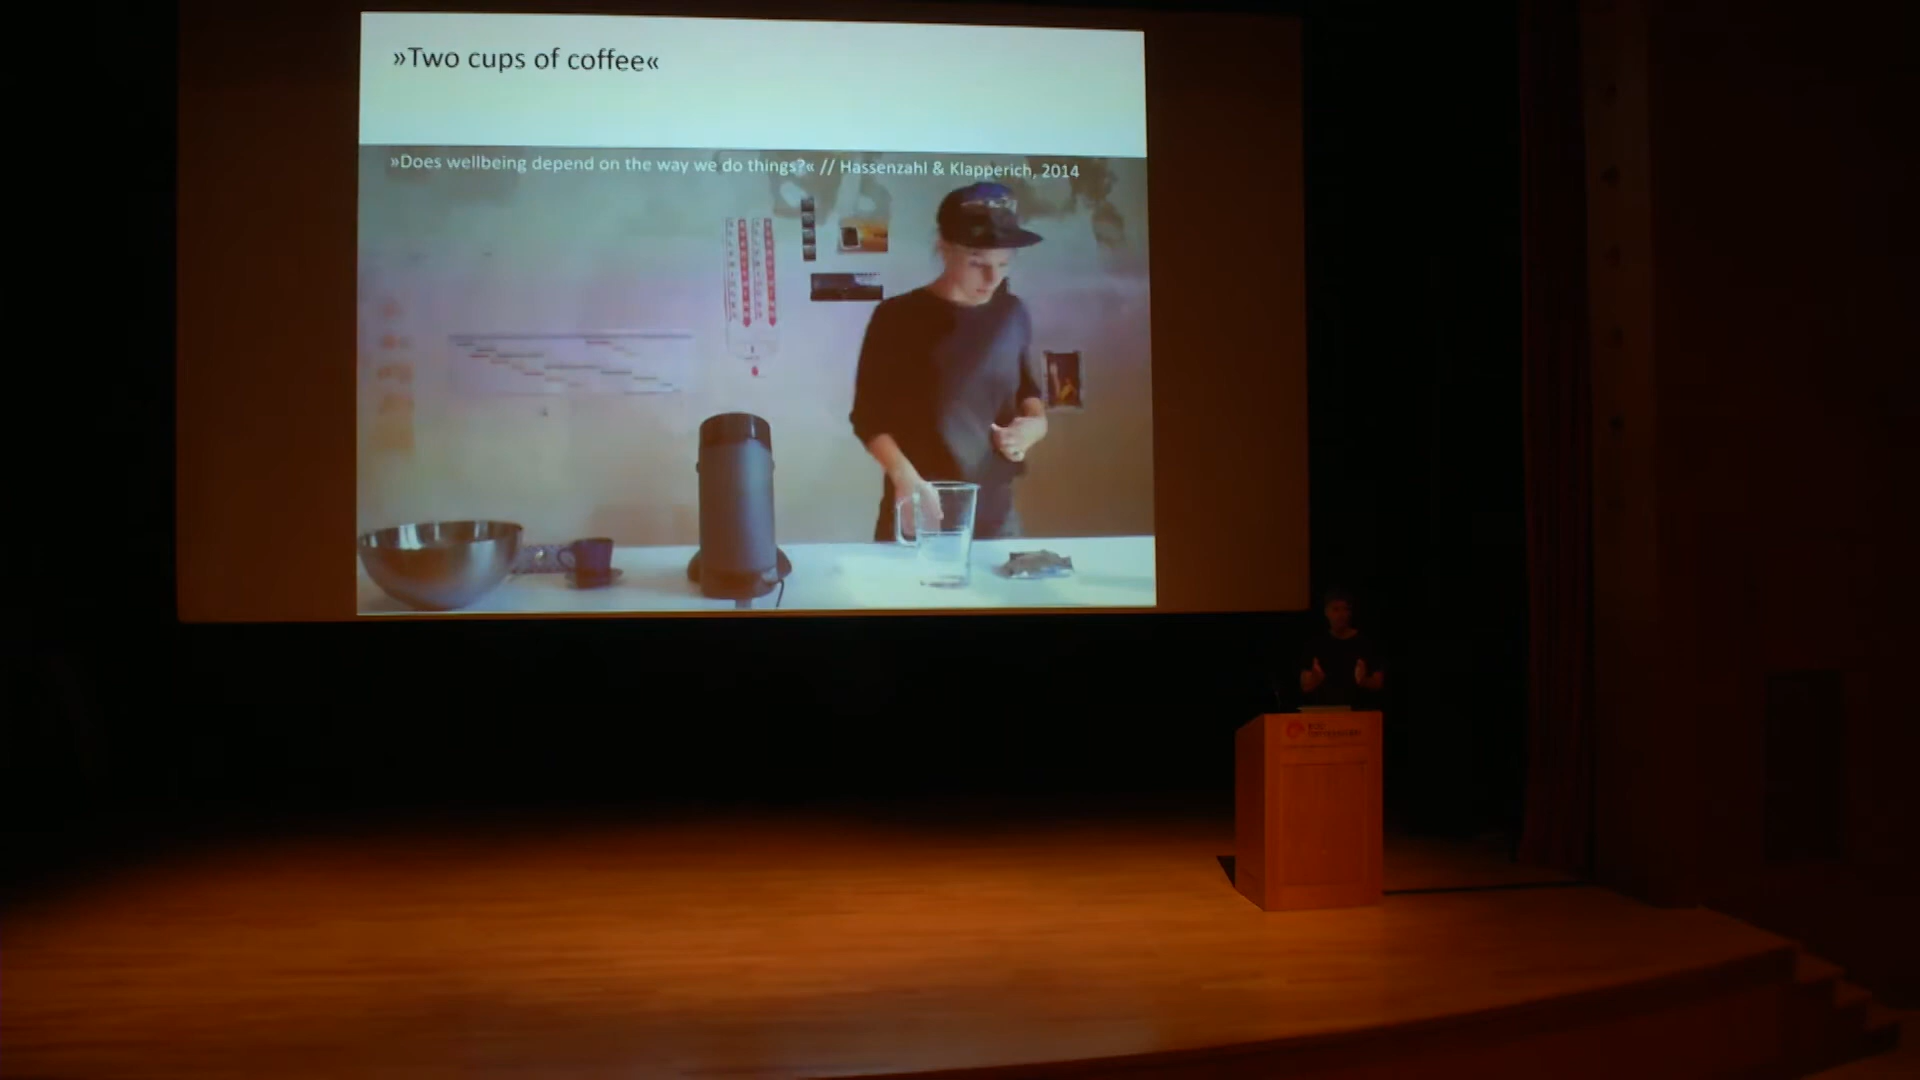 »Two cups of coffee«
»Does wellbeing depend on the way we do things?« // Hassenzahl & Klapperich, 2014